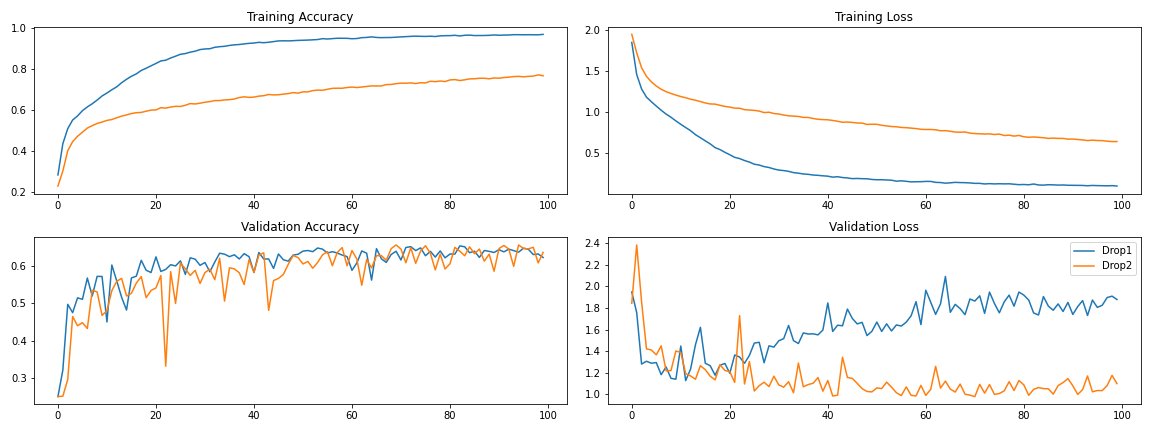 Training Accuracy
1.0
0.8
0.6
0.4
0.2
0 20 40 60 80 100
Training Loss
2.0
1.5
1.0
0.5
0 20 40 60 80 100
Validation Accuracy
0.6
0.5
0.4
0.3
0 20 40 60 80 100
Validation Loss
2.4
2.2
2.0
1.8
1.6
1.4
1.2
1.0
0 20 40 60 80 100
Drop1
Drop2